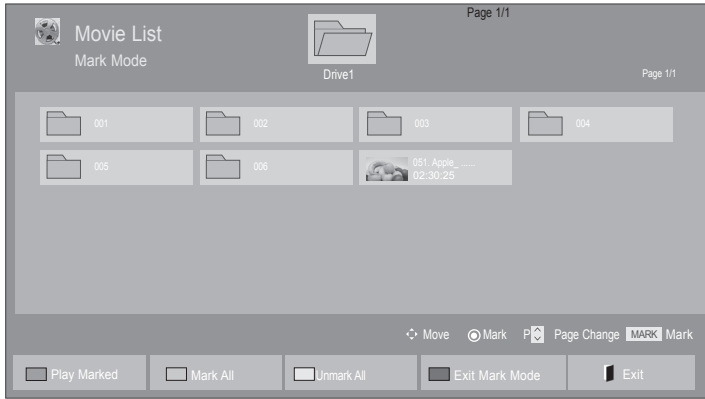 Page 1/1
Movie List
Mark Mode
Drive1
Page 1/1
001
002
003
004
005
006
051. Apple_ ......
02:30:25
Move
Mark
P
Page Change
MARK Mark
Play Marked
Mark All
Unmark All
Exit Mark Mode
Exit